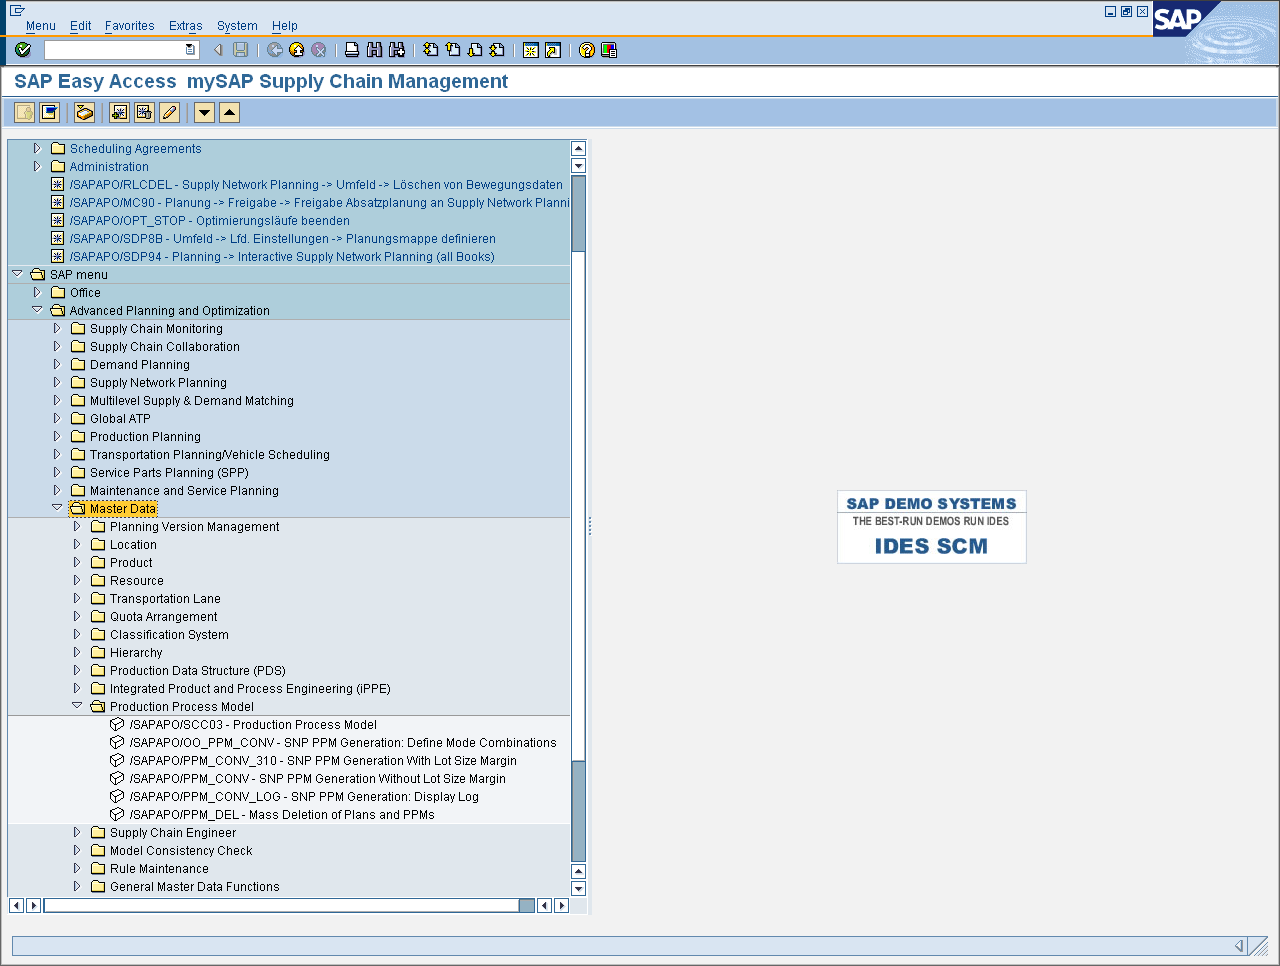 Menu Edit Favorites Extras System Help
SAP
SAP Easy Access mySAP Supply Chain Management
Scheduling Agreements
Administration
/SAPAPO/RLCDEL - Supply Network Planning -> Umfeld -> Löschen von Bewegungsdaten
/SAPAPO/MC90 - Planung -> Freigabe -> Freigabe Absatzplanung an Supply Network Planni
/SAPAPO/OPT_STOP - Optimierungsläufe beenden
/SAPAPO/SDP8B - Umfeld -> Lfd. Einstellungen -> Planungsmappe definieren
/SAPAPO/SDP94 - Planning -> Interactive Supply Network Planning (all Books)
SAP menu
Office
Advanced Planning and Optimization
Supply Chain Monitoring
Supply Chain Collaboration
Demand Planning
Supply Network Planning
Multilevel Supply & Demand Matching
Global ATP
Production Planning
Transportation Planning/Vehicle Scheduling
Service Parts Planning (SPP)
Maintenance and Service Planning
Master Data
Planning Version Management
Location
Product
Resource
Transportation Lane
Quota Arrangement
Classification System
Hierarchy
Production Data Structure (PDS)
Integrated Product and Process Engineering (iPPE)
Production Process Model
/SAPAPO/SCC03 - Production Process Model
/SAPAPO/OO_PPM_CONV - SNP PPM Generation: Define Mode Combinations
/SAPAPO/PPM_CONV_310 - SNP PPM Generation With Lot Size Margin
/SAPAPO/PPM_CONV - SNP PPM Generation Without Lot Size Margin
/SAPAPO/PPM_CONV_LOG - SNP PPM Generation: Display Log
/SAPAPO/PPM_DEL - Mass Deletion of Plans and PPMs
Supply Chain Engineer
Model Consistency Check
Rule Maintenance
General Master Data Functions
SAP DEMO SYSTEMS
THE BEST-RUN DEMOS RUN IDES
IDES SCM